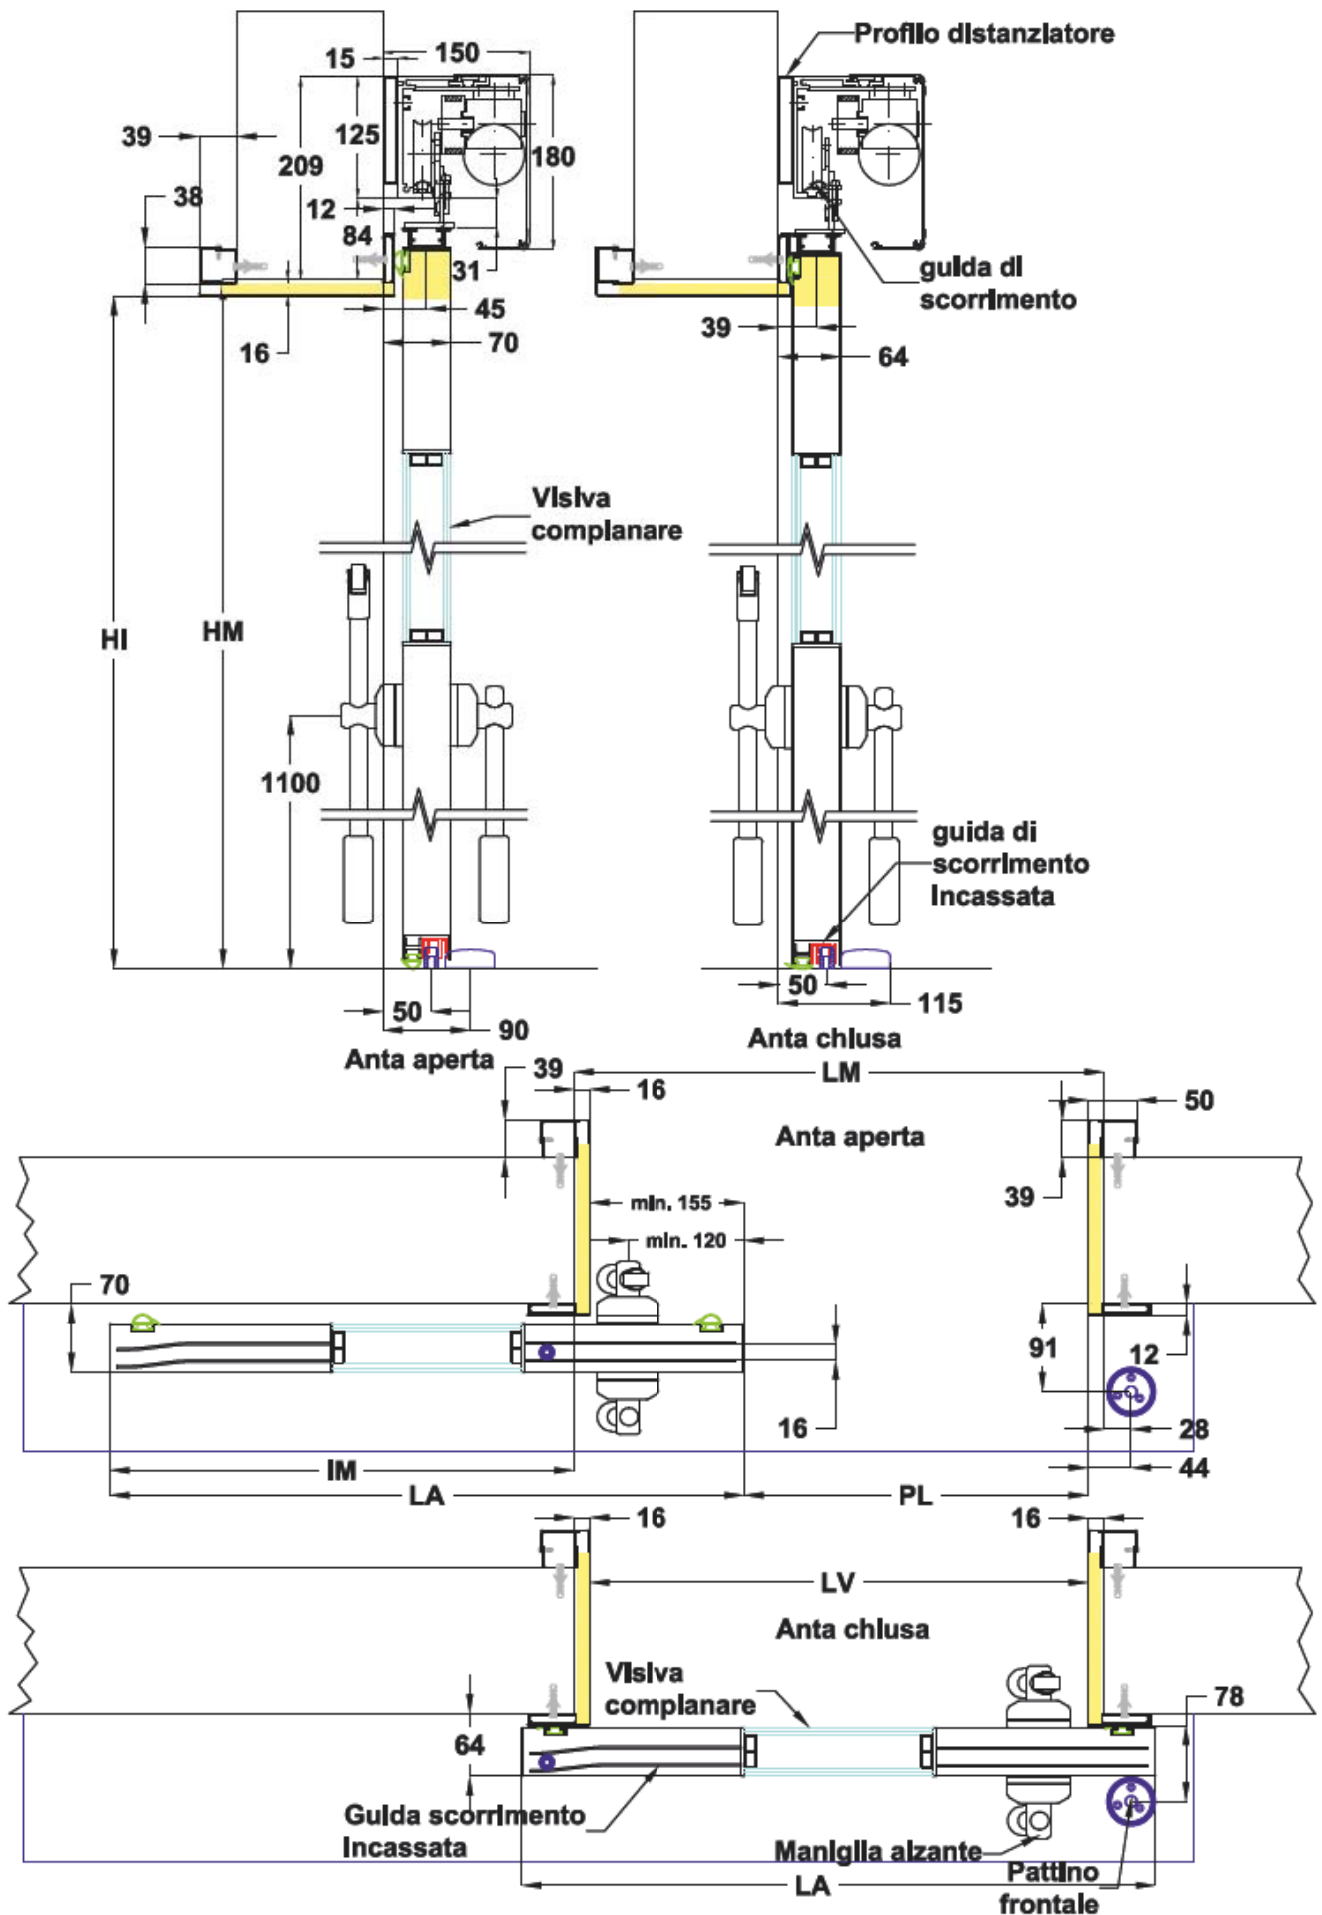 Profilo distanziatore
15
150
39
125
209
180
38
12
84
31
45
16
70
guida di
scorrimento
39
64
Visiva
complanare
HI
HM
1100
guida di
scorrimento
Incassata
50
90
50
115
Anta aperta
Anta chiusa
39
16
LM
50
Anta aperta
39
min. 155
min. 120
70
91
12
16
28
44
IM
LA
PL
16
16
LV
Anta chiusa
Visiva
complanare
78
64
Guida scorrimento
Incassata
Maniglia alzante
Pattino
frontale
LA